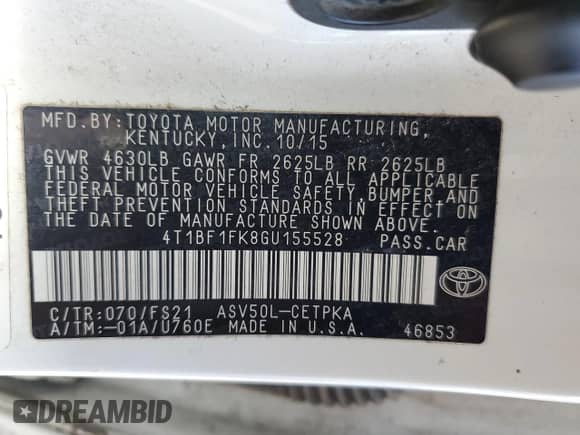 MFD.BY: TOYOTA MOTOR MANUFACTURING,
KENTUCKY, INC. 10/15
GVWR 4630LB GAWR FR 2625LB RR 2625LB
THIS VEHICLE CONFORMS TO ALL APPLICABLE
FEDERAL MOTOR VEHICLE SAFETY, BUMPER, AND
THEFT PREVENTION STANDARDS IN EFFECT ON
THE DATE OF MANUFACTURE SHOWN ABOVE.
4T1BF1FK8GU155528 PASS.CAR
C/TR: 070/FS21 ASV50L-CETPKA
A/TM: -01A/U760E MADE IN U.S.A. 46853
DREAMBID